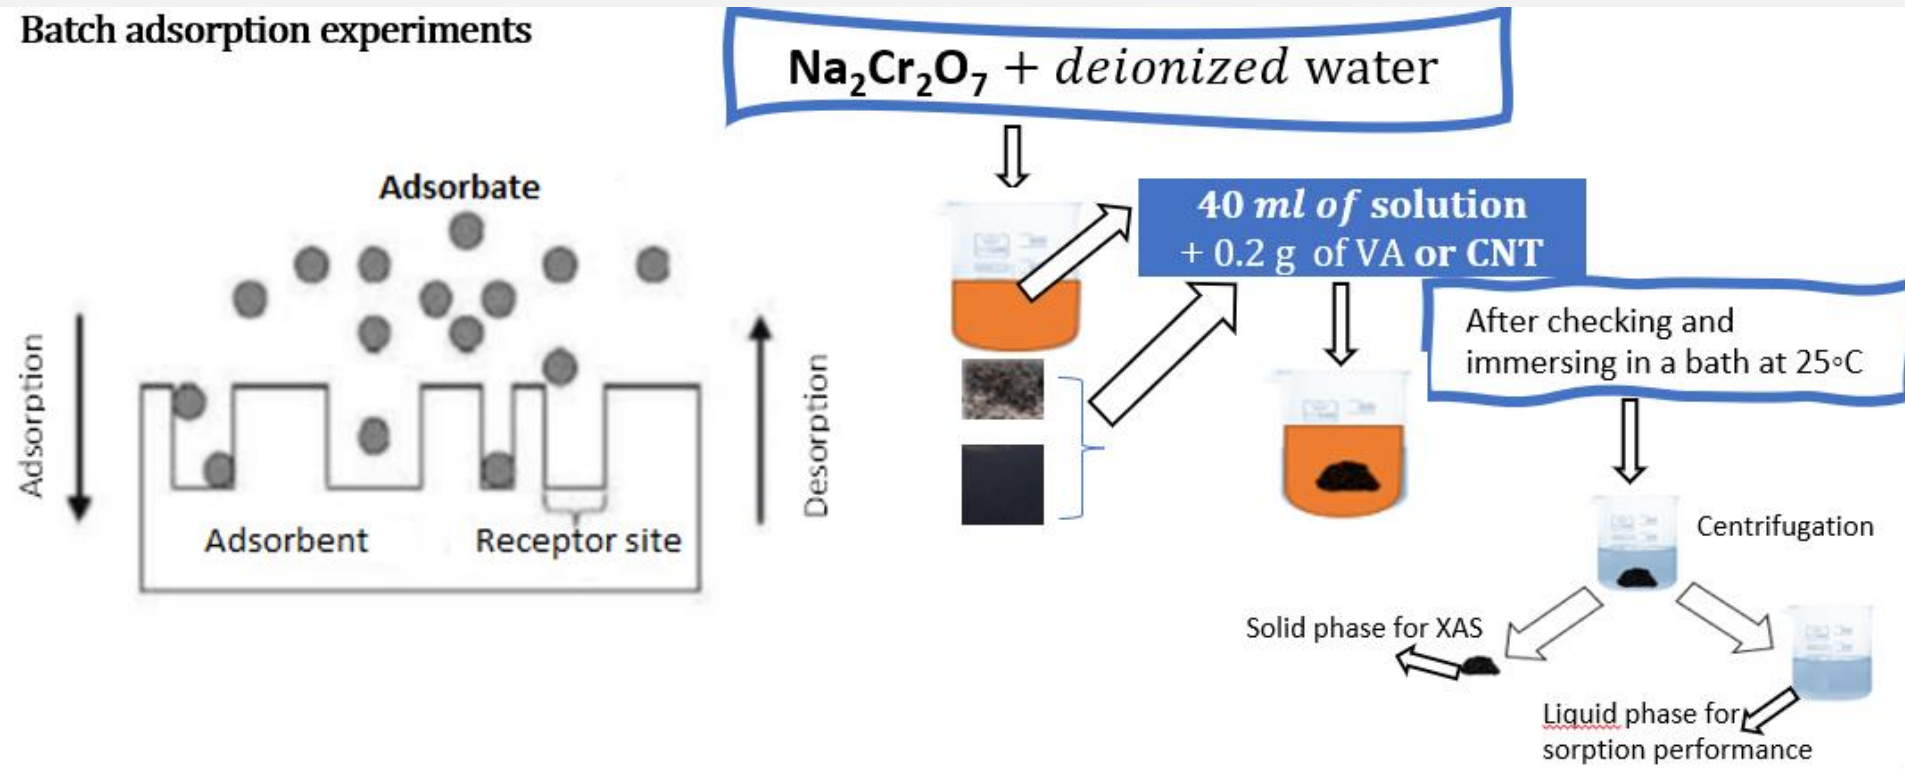 Batch adsorption experiments
Na₂Cr₂O₇ + deionized water
Adsorbate
Adsorption
Desorption
Adsorbent
Receptor site
40 ml of solution
+ 0.2 g of VA or CNT
After checking and
immersing in a bath at 25∘C
Centrifugation
Solid phase for XAS
Liquid phase for
sorption performance